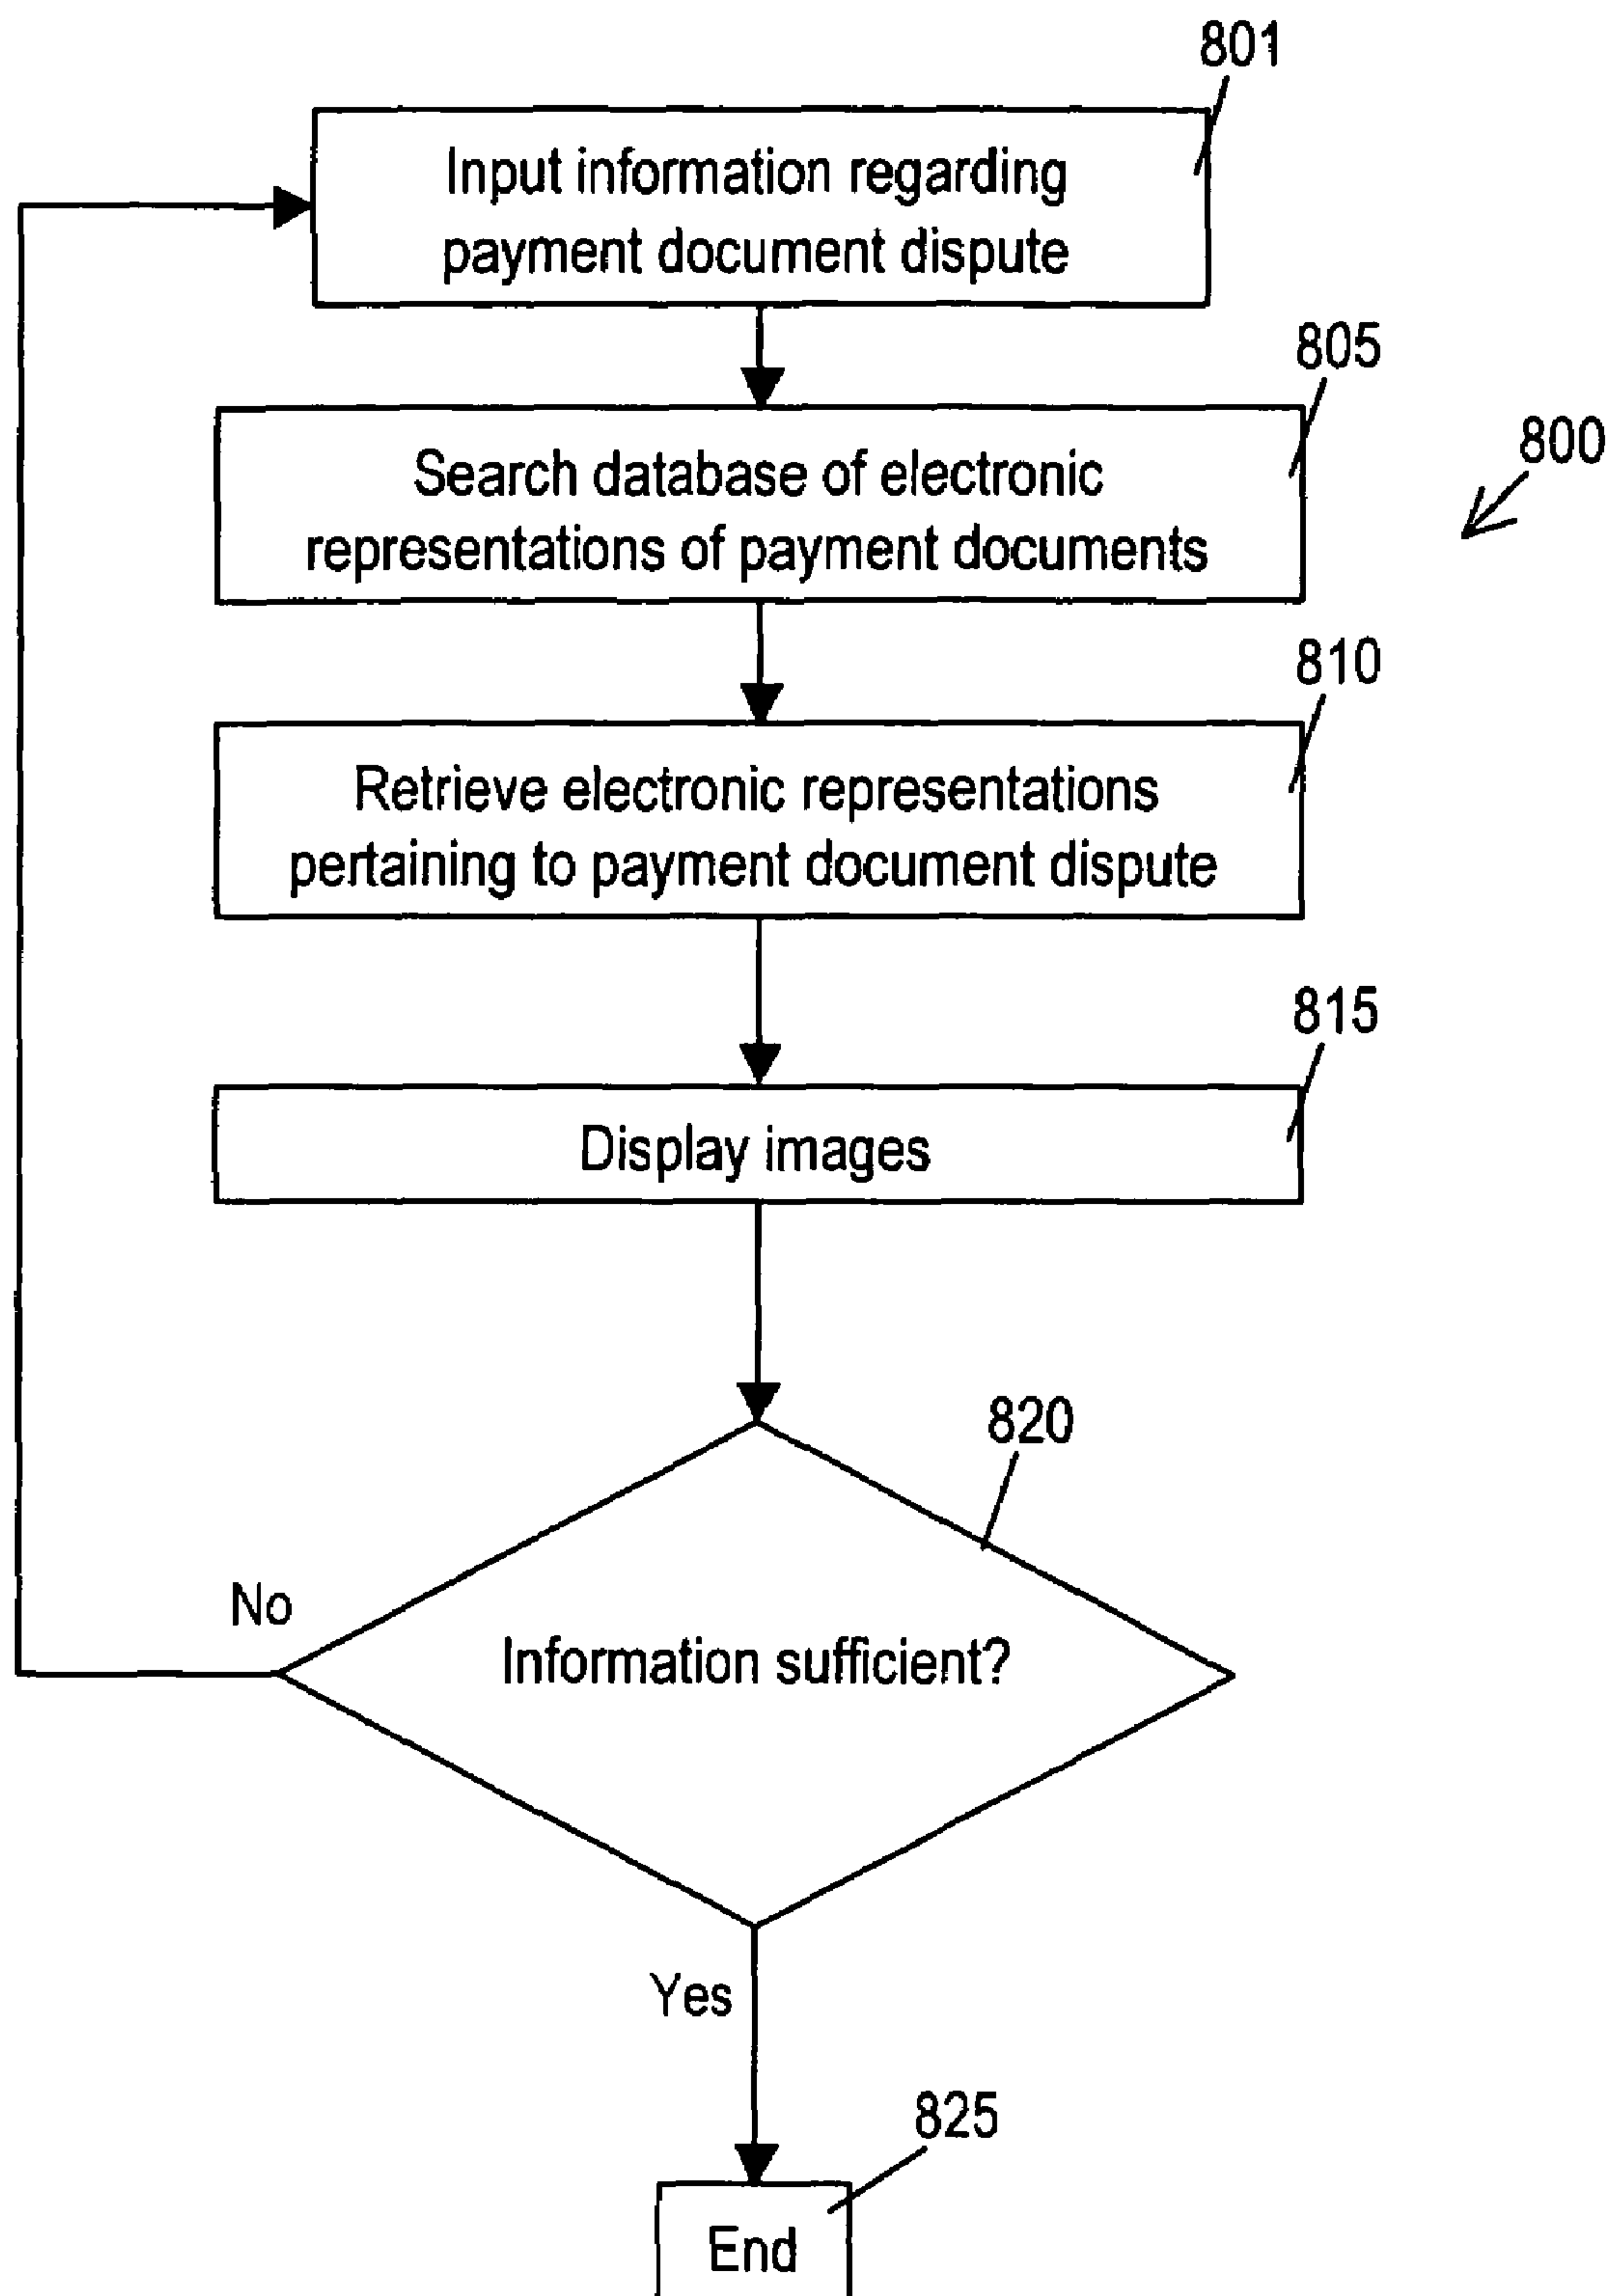 801
Input information regarding
payment document dispute
805
800
Search database of electronic
representations of payment documents
810
Retrieve electronic representations
pertaining to payment document dispute
815
Display images
820
No
Information sufficient?
Yes
825
End